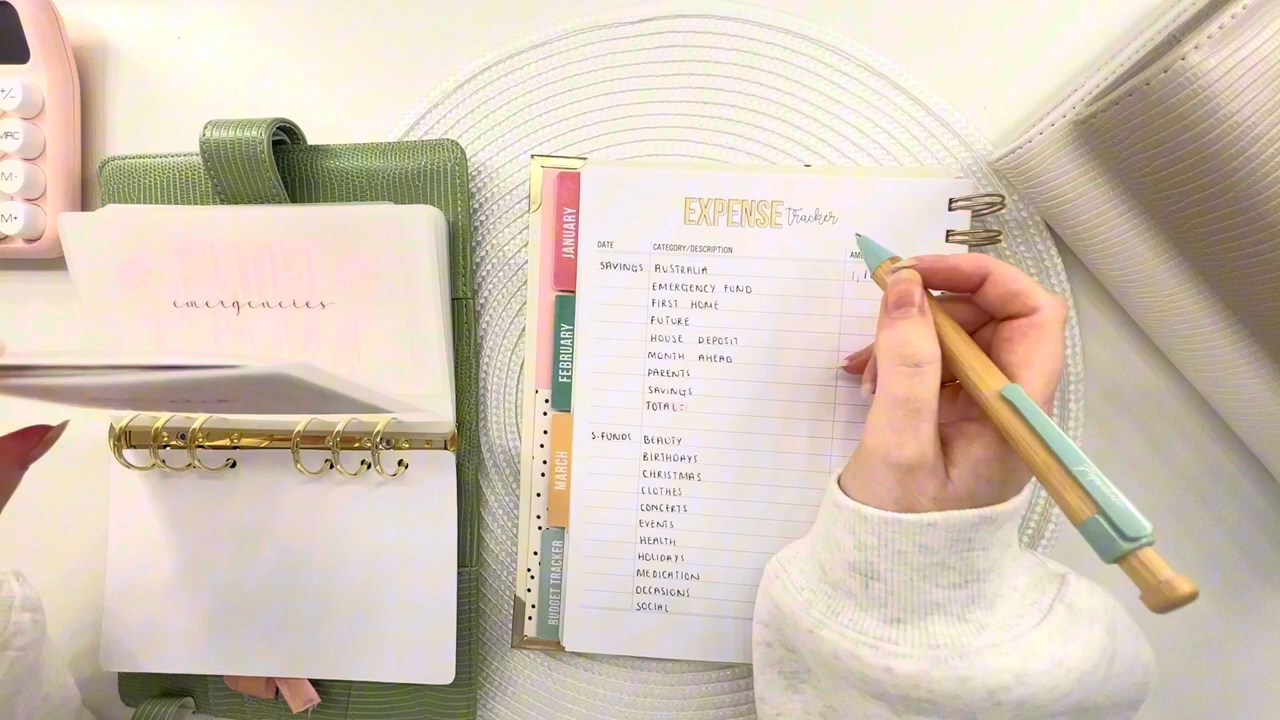 +/-
MRC
M-
M+
emergencies
JANUARY
FEBRUARY
MARCH
BUDGET TRACKER
EXPENSE Tracker
DATE CATEGORY/DESCRIPTION
SAVINGS AUSTRALIA
EMERGENCY FUND
FIRST HOME
FUTURE
HOUSE DEPOSIT
MONTH AHEAD
PARENTS
SAVINGS
TOTAL:
S.FUNDS BEAUTY
BIRTHDAYS
CHRISTMAS
CLOTHES
CONCERTS
EVENTS
HEALTH
HOLIDAYS
MEDICATION
OCCASIONS
SOCIAL